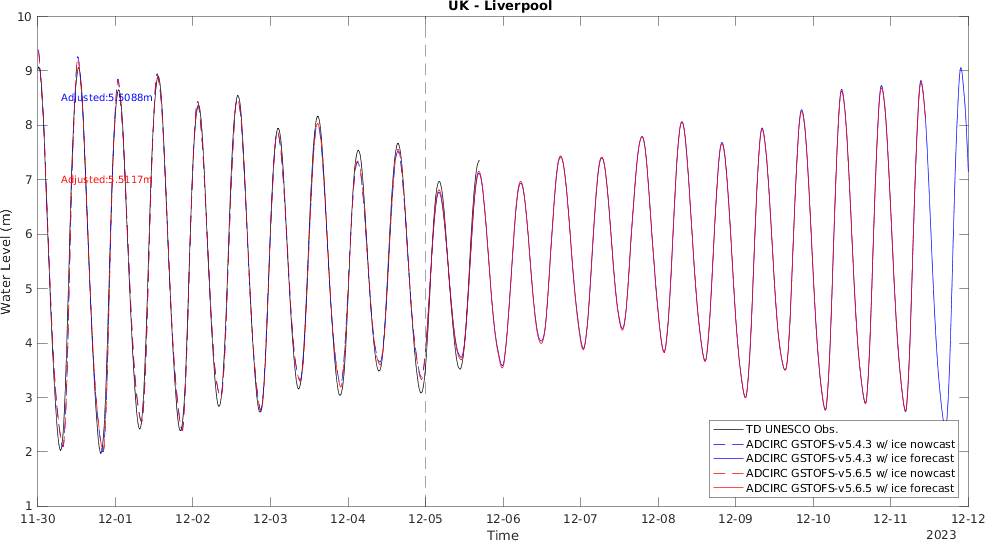 UK - Liverpool
10
9
8
7
6
5
4
3
2
1
Water Level (m)
Adjusted:5.5088m
Adjusted:5.5117m
TD UNESCO Obs.
ADCIRC GSTOFS-v5.4.3 w/ ice nowcast
ADCIRC GSTOFS-v5.4.3 w/ ice forecast
ADCIRC GSTOFS-v5.6.5 w/ ice nowcast
ADCIRC GSTOFS-v5.6.5 w/ ice forecast
11-30 12-01 12-02 12-03 12-04 12-05 12-06 12-07 12-08 12-09 12-10 12-11 12-12
Time
2023